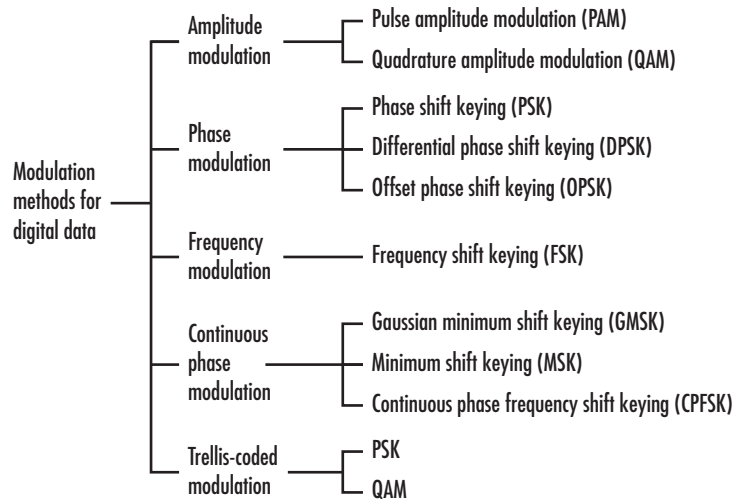 Modulation
methods for
digital data
Amplitude
modulation
Pulse amplitude modulation (PAM)
Quadrature amplitude modulation (QAM)
Phase
modulation
Phase shift keying (PSK)
Differential phase shift keying (DPSK)
Offset phase shift keying (OPSK)
Frequency
modulation
Frequency shift keying (FSK)
Continuous
phase
modulation
Gaussian minimum shift keying (GMSK)
Minimum shift keying (MSK)
Continuous phase frequency shift keying (CPFSK)
Trellis-coded
modulation
PSK
QAM